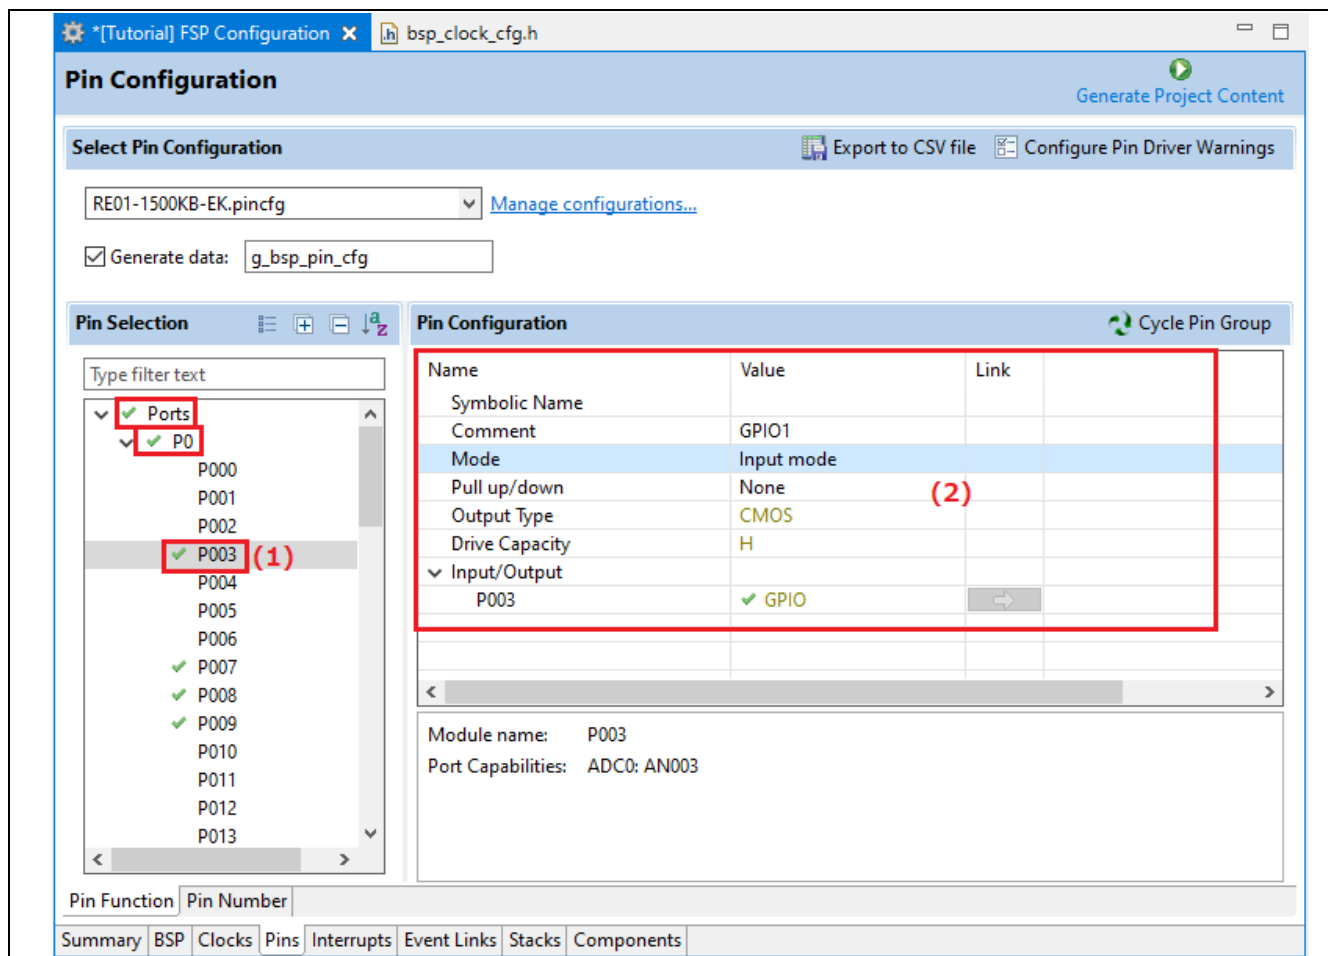 *[Tutorial] FSP Configuration
.h bsp_clock_cfg.h
Pin Configuration
Generate Project Content
Select Pin Configuration
Export to CSV file
Configure Pin Driver Warnings
RE01-1500KB-EK.pincfg
Manage configurations...
Generate data:
g_bsp_pin_cfg
Pin Selection
a
z
Type filter text
Ports
P0
P000
P001
P002
P003 (1)
P004
P005
P006
P007
P008
P009
P010
P011
P012
P013
Pin Configuration
Cycle Pin Group
Name Value Link
Symbolic Name
Comment GPIO1
Mode Input mode
Pull up/down None
(2)
Output Type CMOS
Drive Capacity H
Input/Output
P003 GPIO
Module name: P003
Port Capabilities: ADC0: AN003
Pin Function Pin Number
Summary BSP Clocks Pins Interrupts Event Links Stacks Components